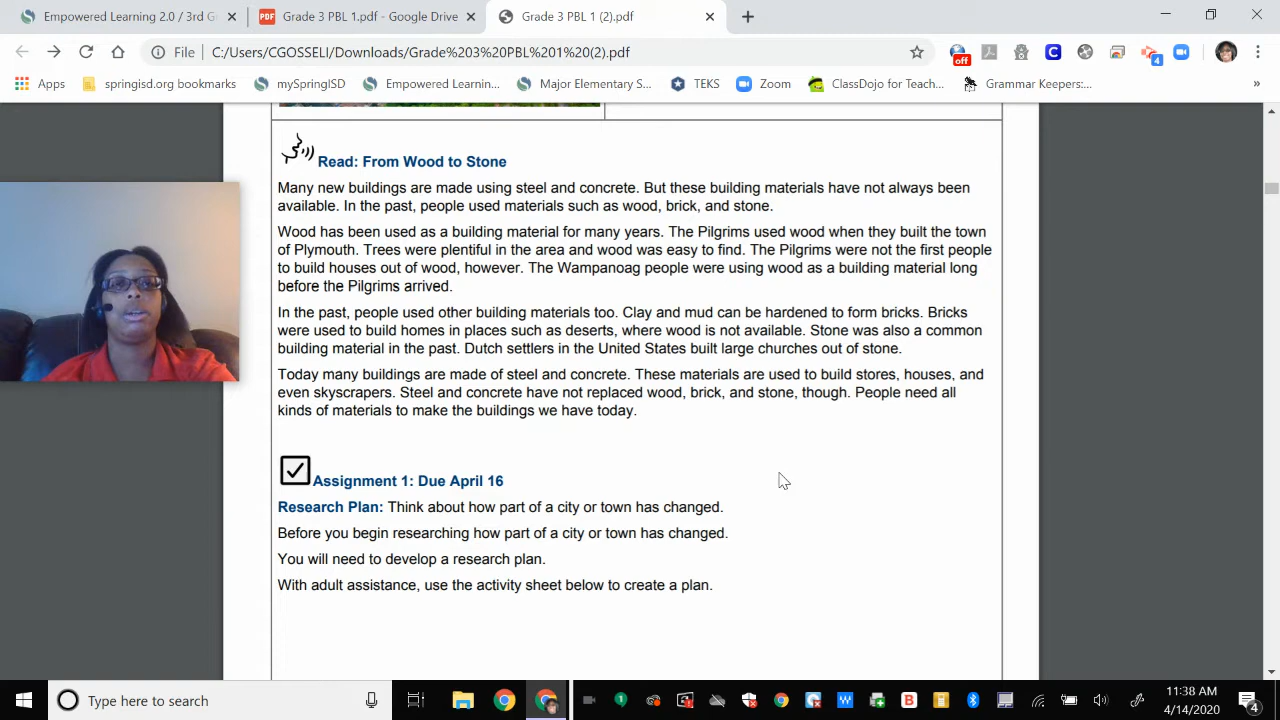 Empowered Learning 2.0 / 3rd G
Grade 3 PBL 1.pdf - Google Drive
Grade 3 PBL 1 (2).pdf
File
C:/Users/CGOSSELI/Downloads/Grade%203%20PBL%201%20(2).pdf
off
4
Apps
springisd.org bookmarks
mySpringISD
Empowered Learnin...
Major Elementary S...
TEKS
Zoom
ClassDojo for Teach...
Grammar Keepers:...
»
Read: From Wood to Stone
Many new buildings are made using steel and concrete. But these building materials have not always been
available. In the past, people used materials such as wood, brick, and stone.
Wood has been used as a building material for many years. The Pilgrims used wood when they built the town
of Plymouth. Trees were plentiful in the area and wood was easy to find. The Pilgrims were not the first people
to build houses out of wood, however. The Wampanoag people were using wood as a building material long
before the Pilgrims arrived.
In the past, people used other building materials too. Clay and mud can be hardened to form bricks. Bricks
were used to build homes in places such as deserts, where wood is not available. Stone was also a common
building material in the past. Dutch settlers in the United States built large churches out of stone.
Today many buildings are made of steel and concrete. These materials are used to build stores, houses, and
even skyscrapers. Steel and concrete have not replaced wood, brick, and stone, though. People need all
kinds of materials to make the buildings we have today.
Assignment 1: Due April 16
Research Plan: Think about how part of a city or town has changed.
Before you begin researching how part of a city or town has changed.
You will need to develop a research plan.
With adult assistance, use the activity sheet below to create a plan.
Type here to search
11:38 AM
4/14/2020
4